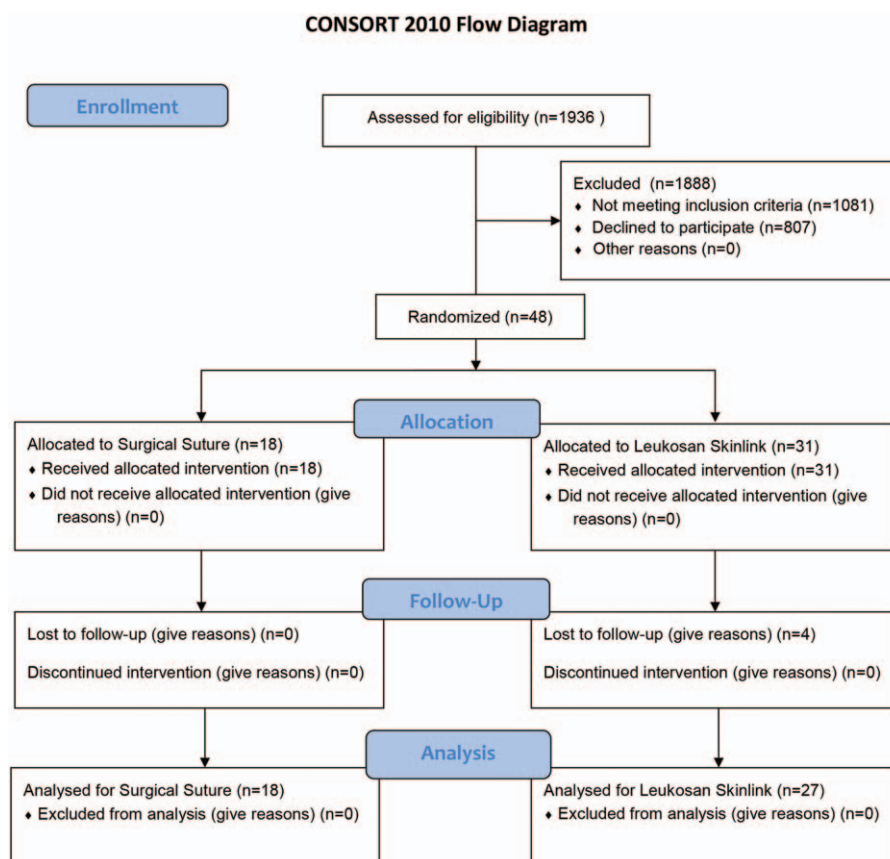 CONSORT 2010 Flow Diagram
Enrollment
Assessed for eligibility (n=1936 )
Excluded (n=1888)
♦ Not meeting inclusion criteria (n=1081)
♦ Declined to participate (n=807)
♦ Other reasons (n=0)
Randomized (n=48)
Allocation
Allocated to Surgical Suture (n=18)
♦ Received allocated intervention (n=18)
♦ Did not receive allocated intervention (give
reasons) (n=0)
Allocated to Leukosan Skinlink (n=31)
♦ Received allocated intervention (n=31)
♦ Did not receive allocated intervention (give
reasons) (n=0)
Follow-Up
Lost to follow-up (give reasons) (n=0)
Discontinued intervention (give reasons) (n=0)
Lost to follow-up (give reasons) (n=4)
Discontinued intervention (give reasons) (n=0)
Analysis
Analysed for Surgical Suture (n=18)
♦ Excluded from analysis (give reasons) (n=0)
Analysed for Leukosan Skinlink (n=27)
♦ Excluded from analysis (give reasons) (n=0)